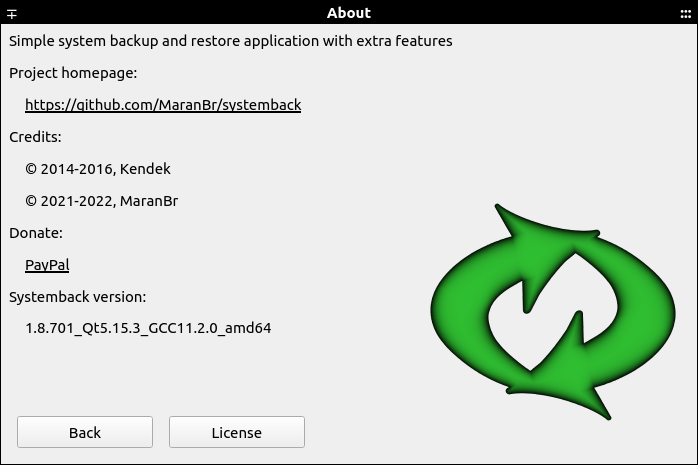 About
Simple system backup and restore application with extra features
Project homepage:
https://github.com/MaranBr/systemback
Credits:
© 2014-2016, Kendek
© 2021-2022, MaranBr
Donate:
PayPal
Systemback version:
1.8.701_Qt5.15.3_GCC11.2.0_amd64
Back
License